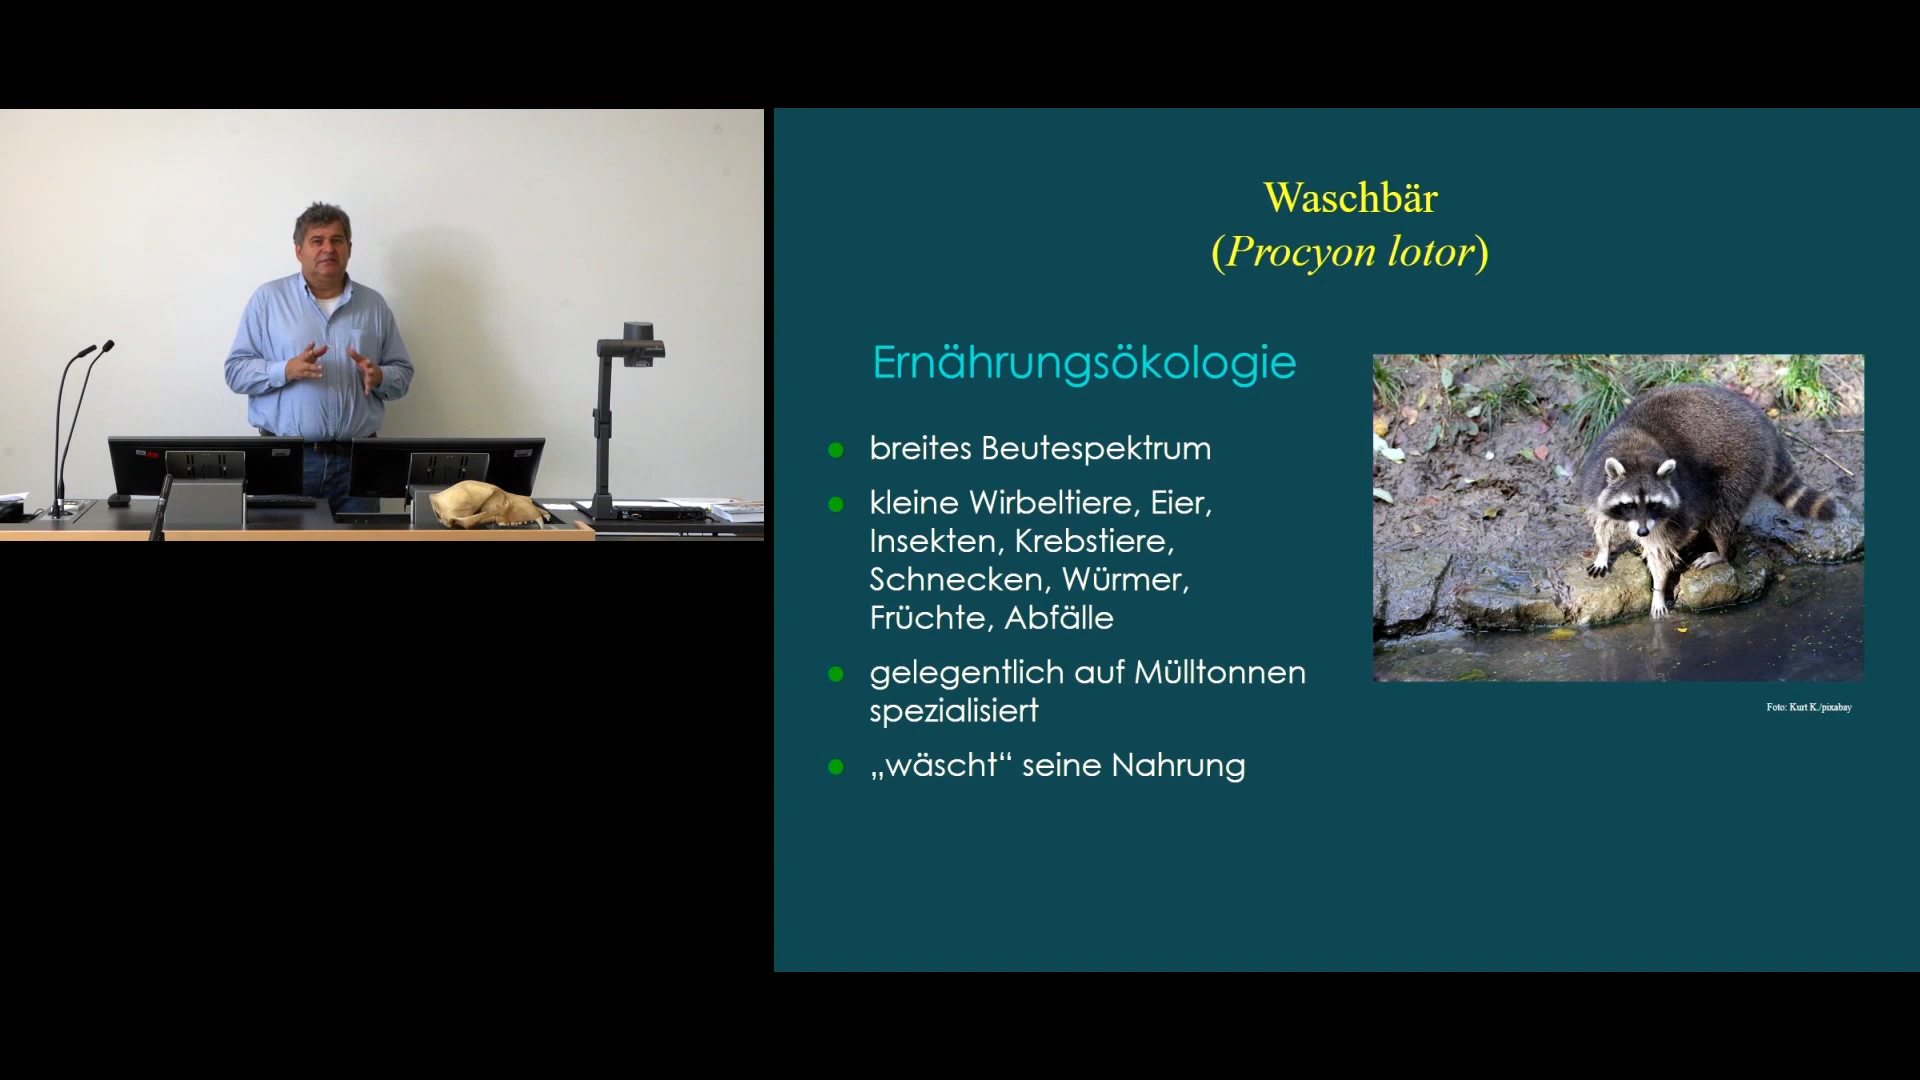 Waschbär
(Procyon lotor)
Ernährungsökologie
breites Beutespektrum
kleine Wirbeltiere, Eier,
Insekten, Krebstiere,
Schnecken, Würmer,
Früchte, Abfälle
gelegentlich auf Mülltonnen
spezialisiert
„wäscht“ seine Nahrung
Foto: Kurt K./pixabay